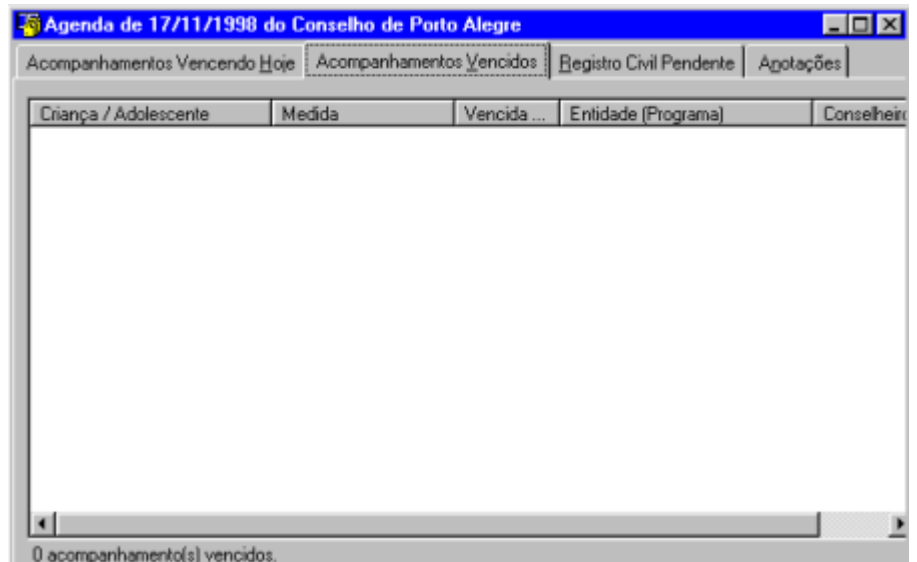 Agenda de 17/11/1998 do Conselho de Porto Alegre
Acompanhamentos Vencendo Hoje Acompanhamentos Vencidos Registro Civil Pendente Anotações
Criança / Adolescente Medida Vencida ... Entidade (Programa) Conselheiro
0 acompanhamento(s) vencidos.